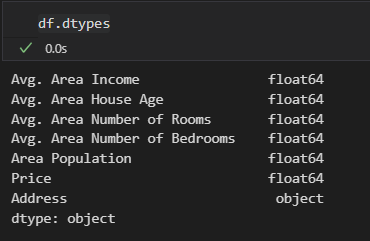 df.dtypes
✓ 0.0s
Avg. Area Income float64
Avg. Area House Age float64
Avg. Area Number of Rooms float64
Avg. Area Number of Bedrooms float64
Area Population float64
Price float64
Address object
dtype: object